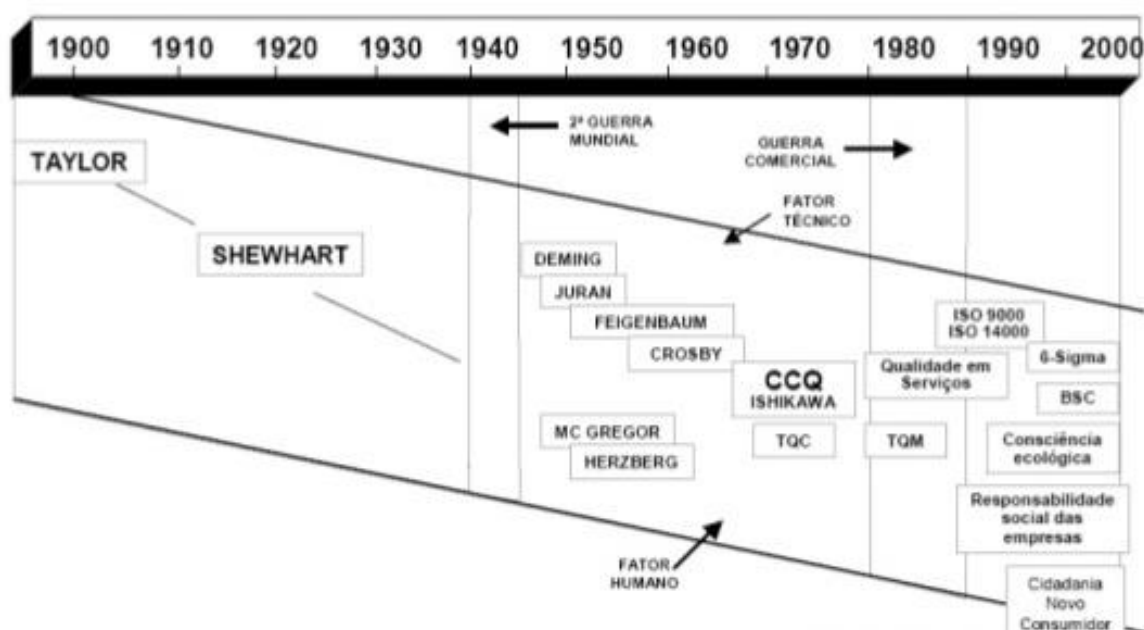 1900 1910 1920 1930 1940 1950 1960 1970 1980 1990 2000
2ª GUERRA
MUNDIAL
GUERRA
COMERCIAL
TAYLOR
FATOR
TÉCNICO
SHEWHART
DEMING
JURAN
FEIGENBAUM
CROSBY
CCQ
ISHIKAWA
ISO 9000
ISO 14000
6-Sigma
Qualidade em
Serviços
BSC
MC GREGOR
HERZBERG
TQC
TQM
Consciência
ecológica
Responsabilidade
social das
empresas
FATOR
HUMANO
Cidadania
Novo
Consumidor